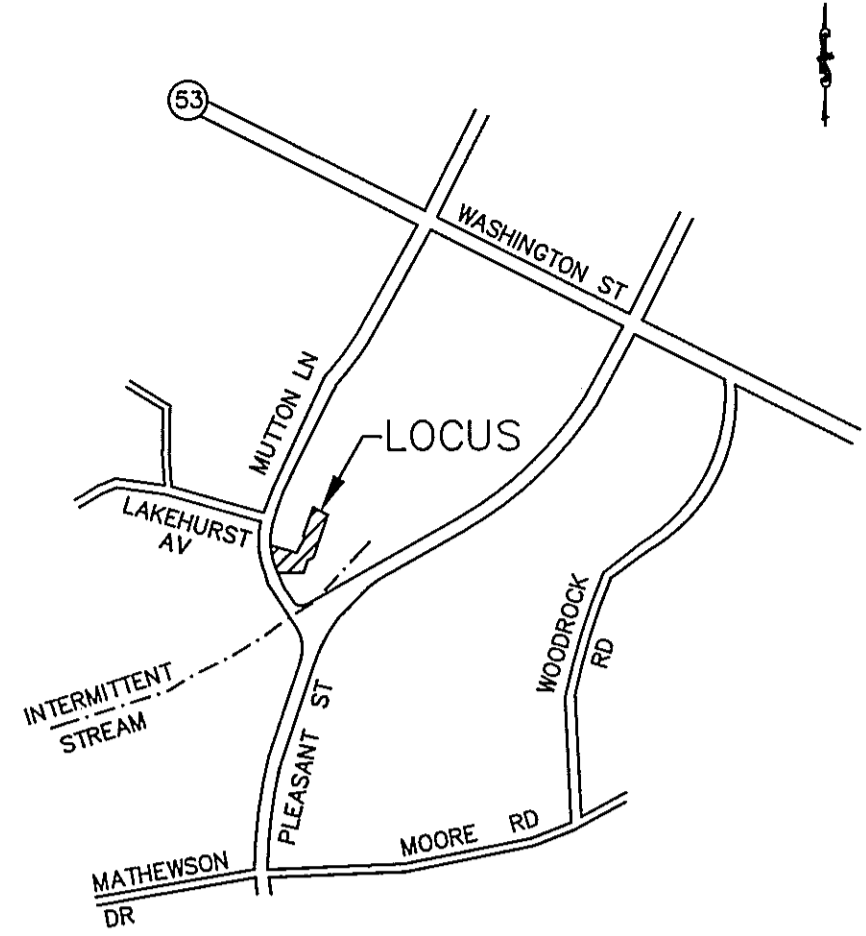 53
WASHINGTON ST
MUTTON LN
LOCUS
LAKEHURST
AV
WOODROCK
RD
INTERMITTENT
STREAM
PLEASANT ST
MOORE RD
MATHEWSON
DR